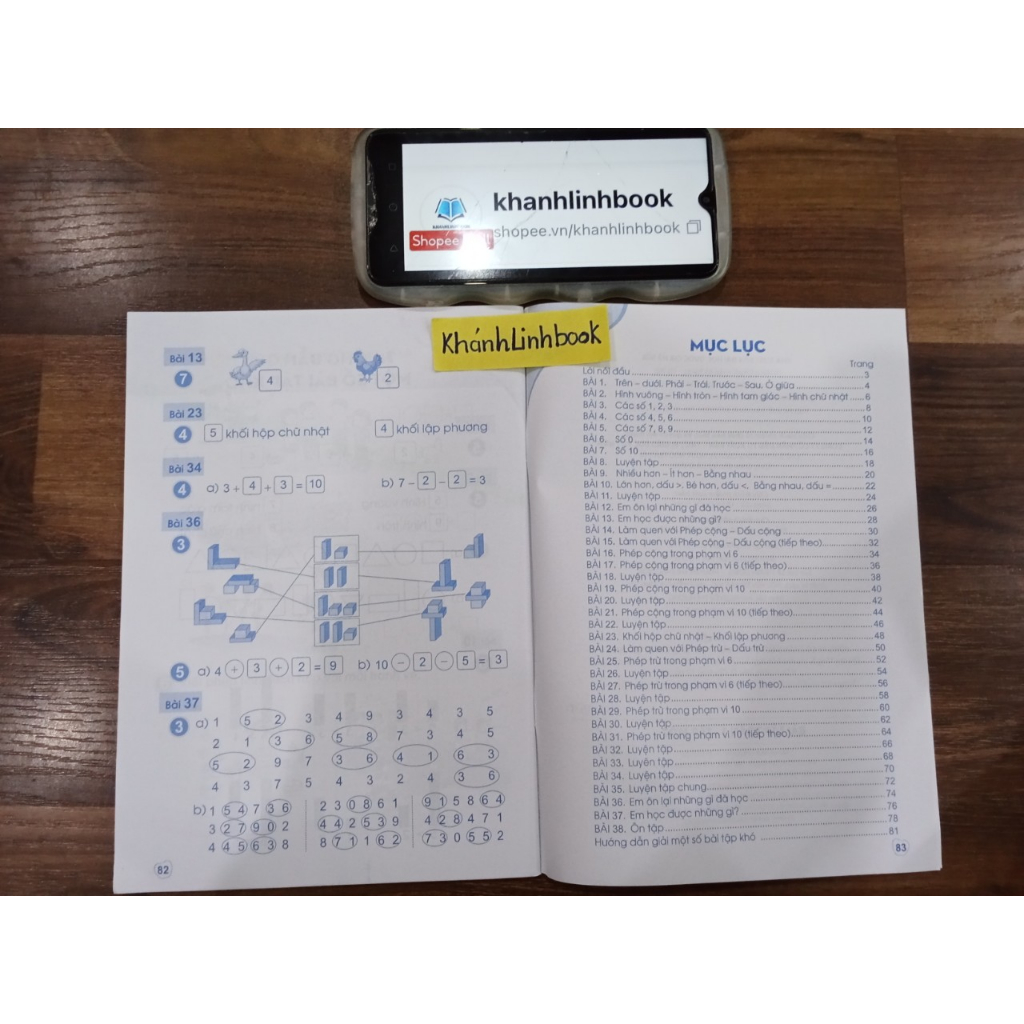 khanhlinhbook
Shopee
shopee.vn/khanhlinhbook
KhánhLinhbook
Bài 13
7
4
2
Bài 23
4
5 khối hộp chữ nhật
4 khối lập phương
Bài 34
4 a) 3 + 4 + 3 = 10
b) 7 – 2 – 2 = 3
Bài 36
3
5 a) 4 + 3 + 2 = 9 b) 10 – 2 – 5 = 3
Bài 37
3 a) 1 5 2 3 4 9 3 4 3 5
2 1 3 6 5 8 7 3 4 5
5 2 9 7 3 6 4 1 6 3
4 3 7 5 4 3 2 4 3 6
b) 1 5 4 7 3 6 2 3 0 8 6 1 9 1 5 8 6 4
3 2 7 9 0 2 4 4 2 5 3 9 4 2 8 4 7 1
4 4 5 6 3 8 8 7 1 1 6 2 7 3 0 5 5 2
82
MỤC LỤC
Trang
Lời nói đầu 3
BÀI 1. Trên – dưới. Phải – Trái. Trước – Sau. Ở giữa 4
BÀI 2. Hình vuông – Hình tròn – Hình tam giác – Hình chữ nhật 6
BÀI 3. Các số 1, 2, 3 8
BÀI 4. Các số 4, 5, 6 10
BÀI 5. Các số 7, 8, 9 12
BÀI 6. Số 0 14
BÀI 7. Số 10 16
BÀI 8. Luyện tập 18
BÀI 9. Nhiều hơn – Ít hơn – Bằng nhau 20
BÀI 10. Lớn hơn, dấu >. Bé hơn, dấu <. Bằng nhau, dấu = 22
BÀI 11. Luyện tập 24
BÀI 12. Em ôn lại những gì đã học 26
BÀI 13. Em học được những gì? 28
BÀI 14. Làm quen với Phép cộng – Dấu cộng 30
BÀI 15. Làm quen với Phép cộng – Dấu cộng (tiếp theo) 32
BÀI 16. Phép cộng trong phạm vi 6 34
BÀI 17. Phép cộng trong phạm vi 6 (tiếp theo) 36
BÀI 18. Luyện tập 38
BÀI 19. Phép cộng trong phạm vi 10 40
BÀI 20. Luyện tập 42
BÀI 21. Phép cộng trong phạm vi 10 (tiếp theo) 44
BÀI 22. Luyện tập 46
BÀI 23. Khối hộp chữ nhật – Khối lập phương 48
BÀI 24. Làm quen với Phép trừ – Dấu trừ 50
BÀI 25. Phép trừ trong phạm vi 6 52
BÀI 26. Luyện tập 54
BÀI 27. Phép trừ trong phạm vi 6 (tiếp theo) 56
BÀI 28. Luyện tập 58
BÀI 29. Phép trừ trong phạm vi 10 60
BÀI 30. Luyện tập 62
BÀI 31. Phép trừ trong phạm vi 10 (tiếp theo) 64
BÀI 32. Luyện tập 66
BÀI 33. Luyện tập 68
BÀI 34. Luyện tập 70
BÀI 35. Luyện tập chung 72
BÀI 36. Em ôn lại những gì đã học 74
BÀI 37. Em học được những gì? 76
BÀI 38. Ôn tập 78
Hướng dẫn giải một số bài tập khó 81
83